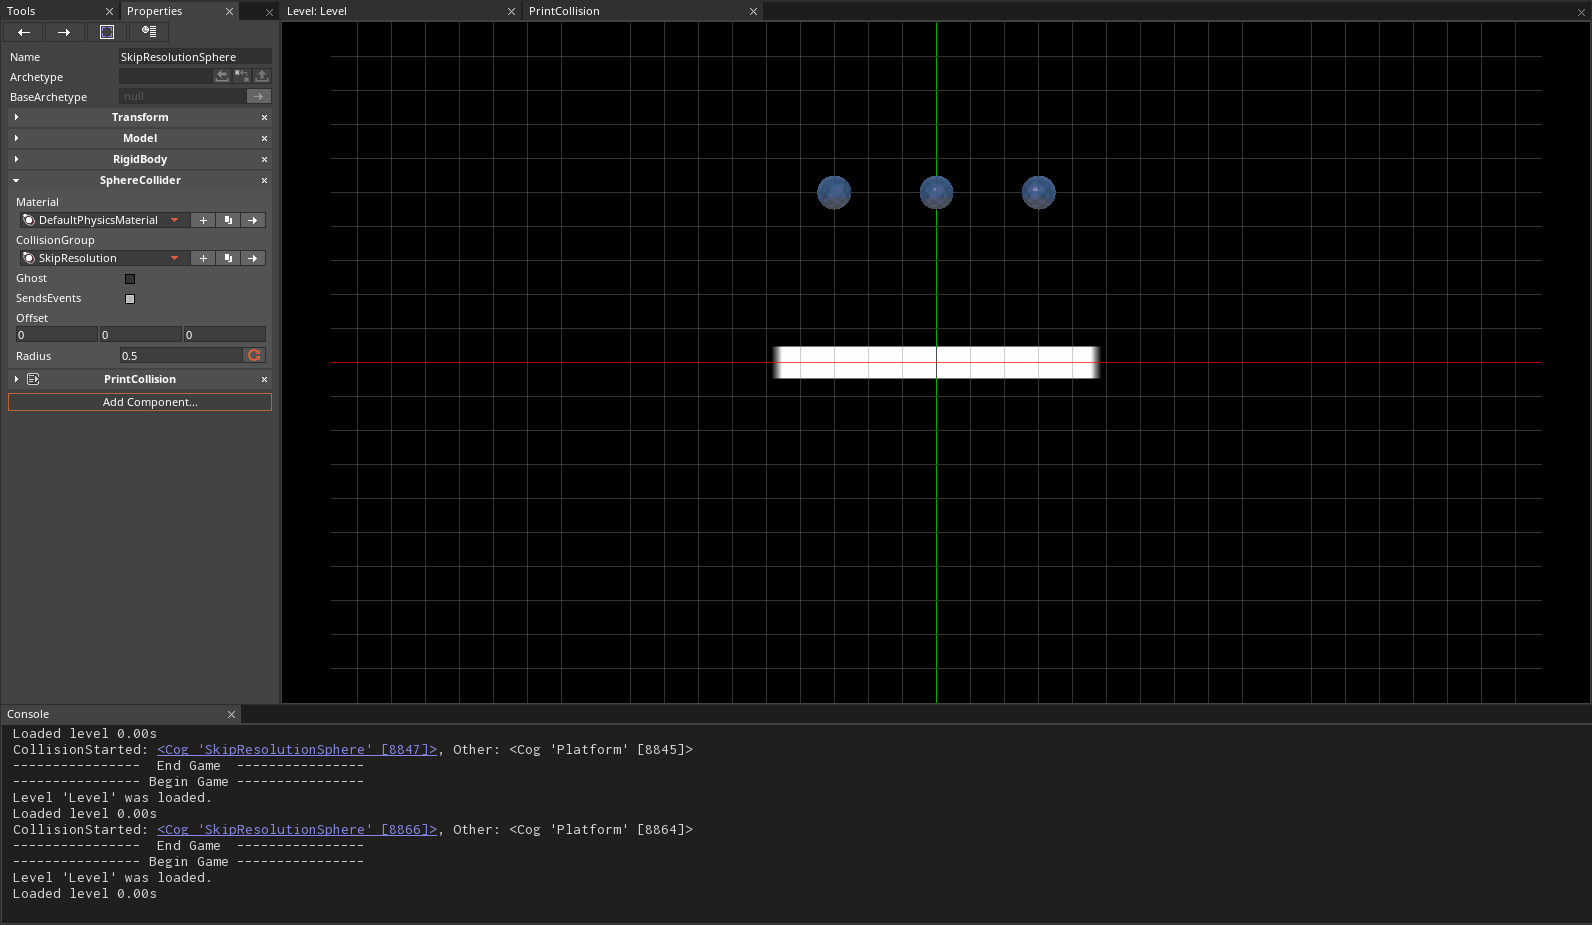 Tools
Properties
Level: Level
PrintCollision
Name
SkipResolutionSphere
Archetype
BaseArchetype
null
Transform
Model
RigidBody
SphereCollider
Material
DefaultPhysicsMaterial
CollisionGroup
SkipResolution
Ghost
SendsEvents
Offset
0 0 0
Radius
0.5
PrintCollision
Add Component...
Console
Loaded level 0.00s
CollisionStarted: <Cog 'SkipResolutionSphere' [8847]>, Other: <Cog 'Platform' [8845]>
---------------- End Game ----------------
---------------- Begin Game ----------------
Level 'Level' was loaded.
Loaded level 0.00s
CollisionStarted: <Cog 'SkipResolutionSphere' [8866]>, Other: <Cog 'Platform' [8864]>
---------------- End Game ----------------
---------------- Begin Game ----------------
Level 'Level' was loaded.
Loaded level 0.00s